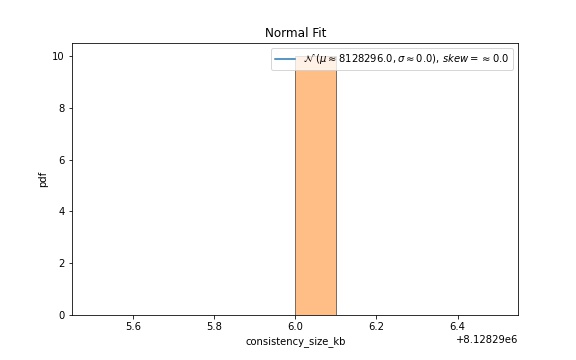 Normal Fit
𝒩(μ≈8128296.0, σ≈0.0), skew=≈0.0
pdf
10
8
6
4
2
0
5.6 5.8 6.0 6.2 6.4
+8.12829e6
consistency_size_kb